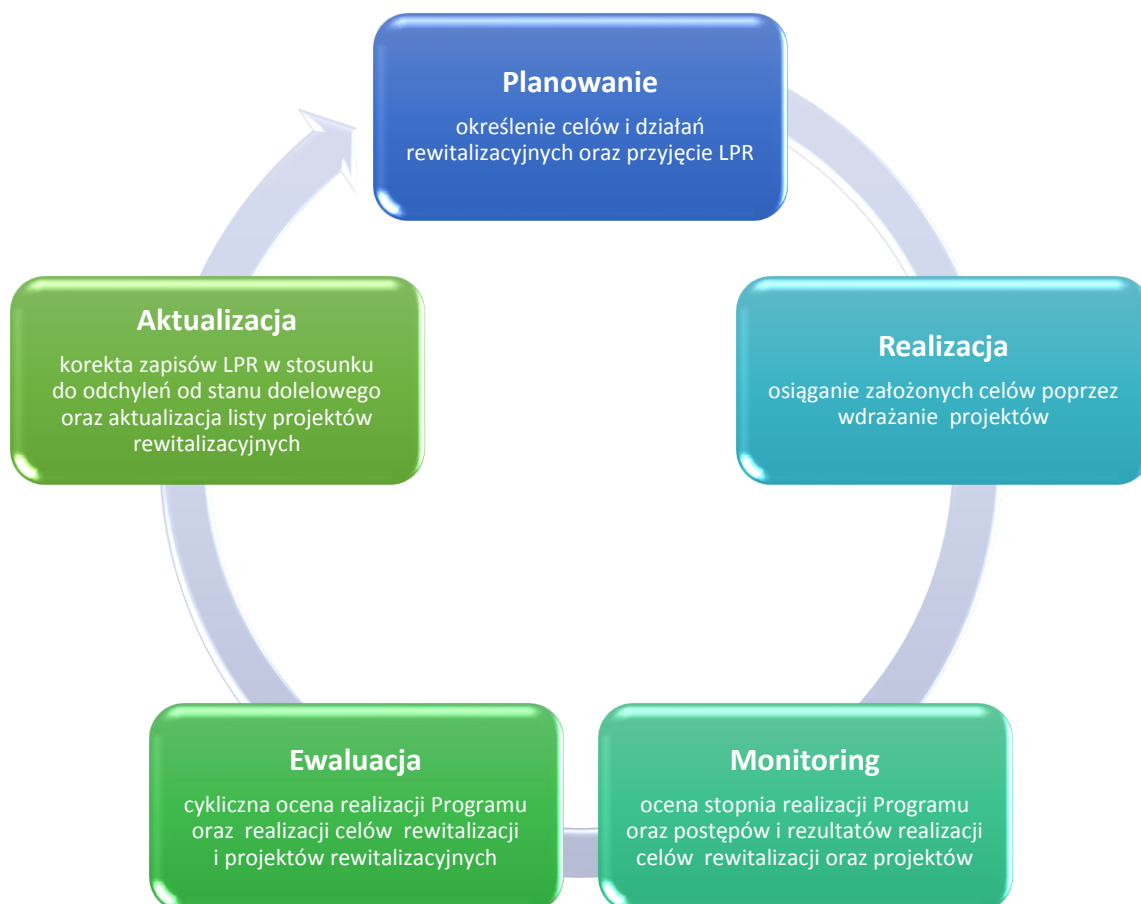 Planowanie
określenie celów i działań
rewitalizacyjnych oraz przyjęcie LPR
Realizacja
osiąganie założonych celów poprzez
wdrażanie projektów
Monitoring
ocena stopnia realizacji Programu
oraz postępów i rezultatów realizacji
celów rewitalizacji oraz projektów
Ewaluacja
cykliczna ocena realizacji Programu
oraz realizacji celów rewitalizacji
i projektów rewitalizacyjnych
Aktualizacja
korekta zapisów LPR w stosunku
do odchyleń od stanu dolelowego
oraz aktualizacja listy projektów
rewitalizacyjnych